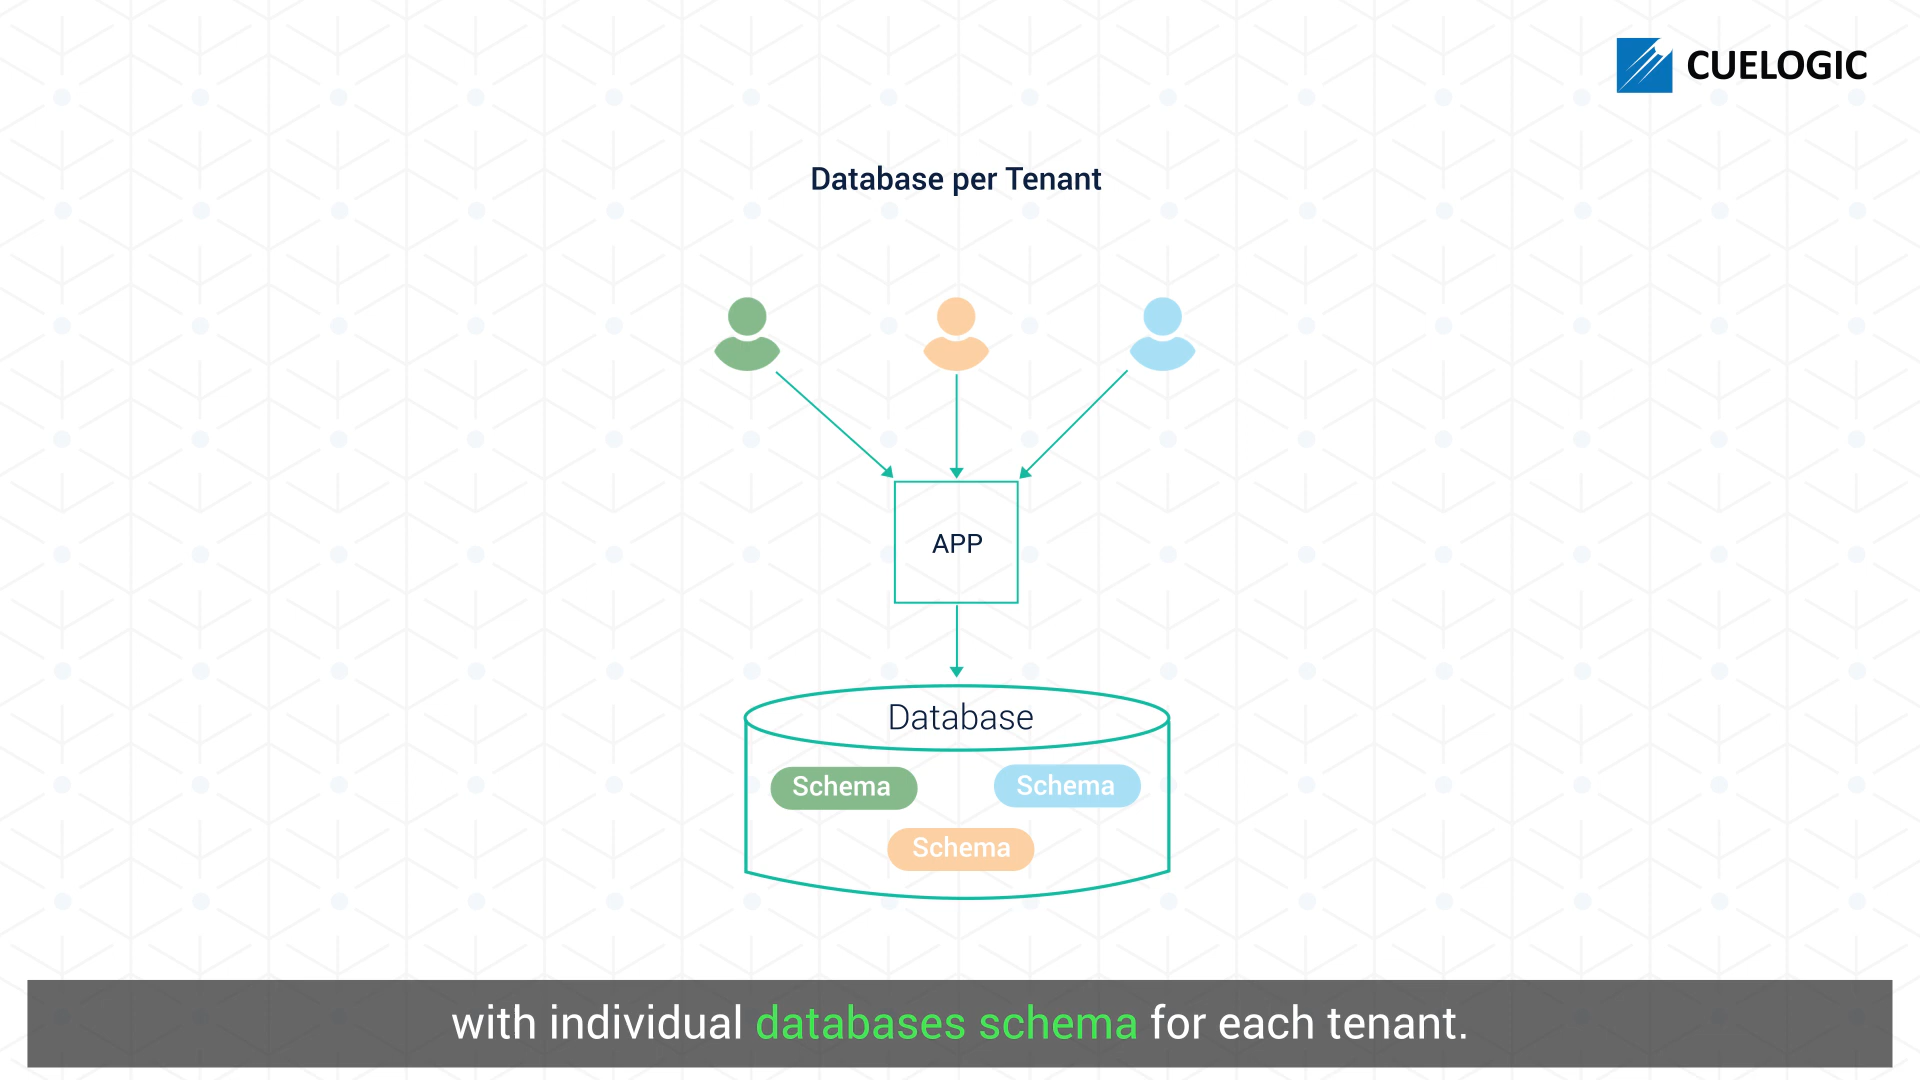 CUELOGIC
Database per Tenant
APP
Database
Schema
Schema
Schema
with individual databases schema for each tenant.